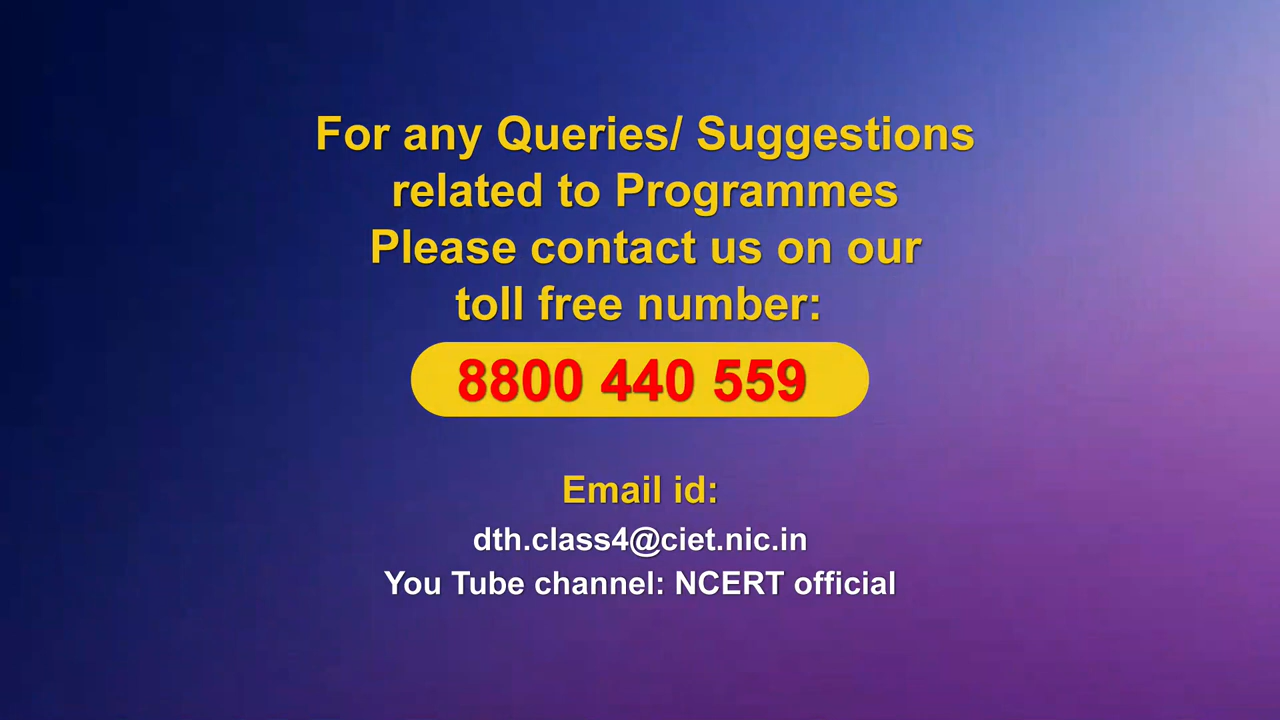 For any Queries/ Suggestions
related to Programmes
Please contact us on our
toll free number:
8800 440 559
Email id:
dth.class4@ciet.nic.in
You Tube channel: NCERT official